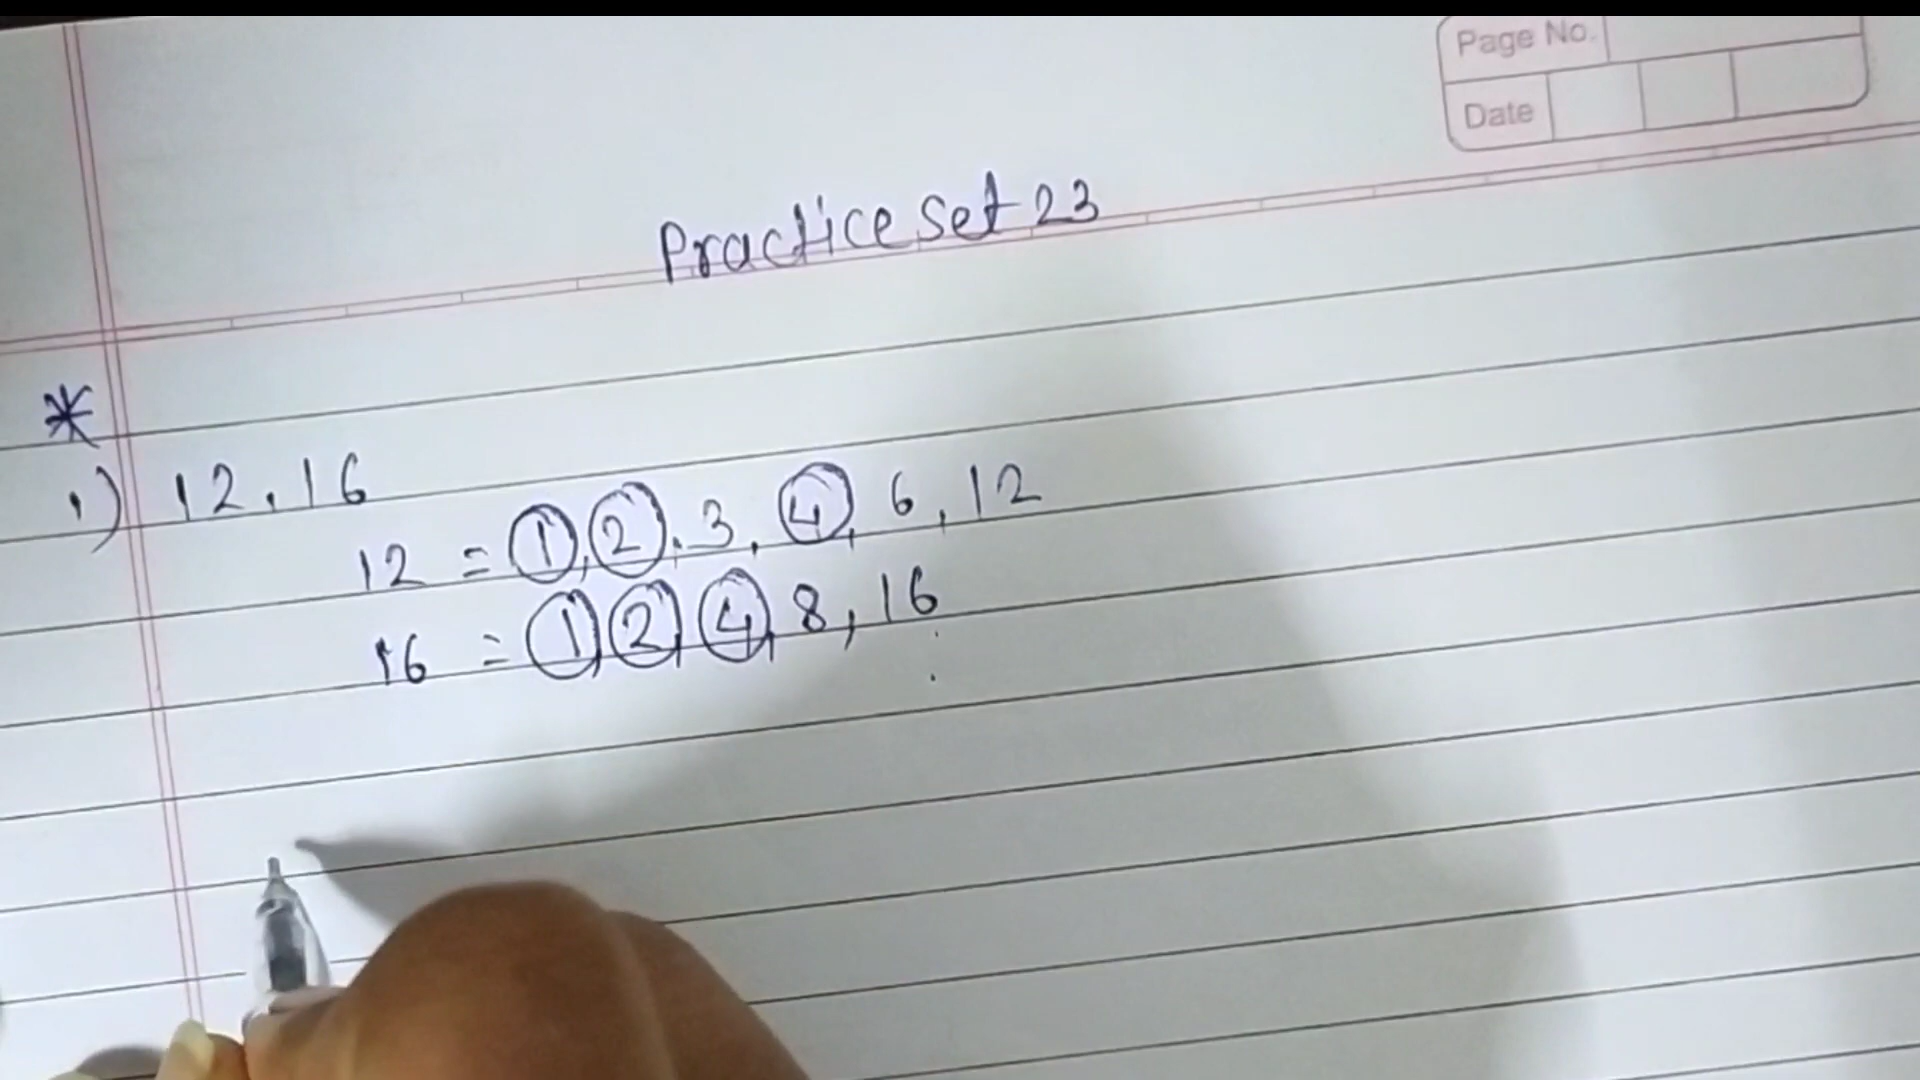 Page No.
Date
Practice Set 23
*
1) 12, 16
12 = 1, 2, 3, 4, 6, 12
16 = 1, 2, 4, 8, 16